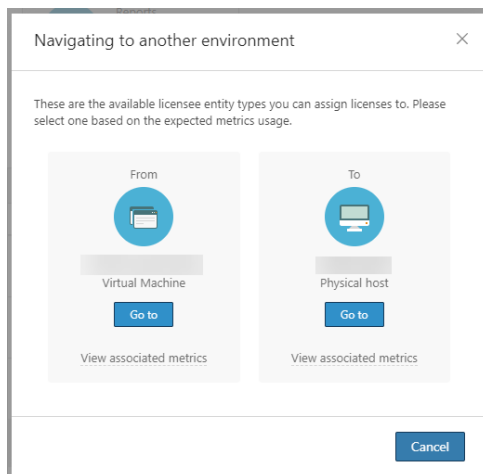 Reports
Navigating to another environment
These are the available licensee entity types you can assign licenses to. Please
select one based on the expected metrics usage.
From
To
Virtual Machine
Physical host
Go to
Go to
View associated metrics
View associated metrics
Cancel